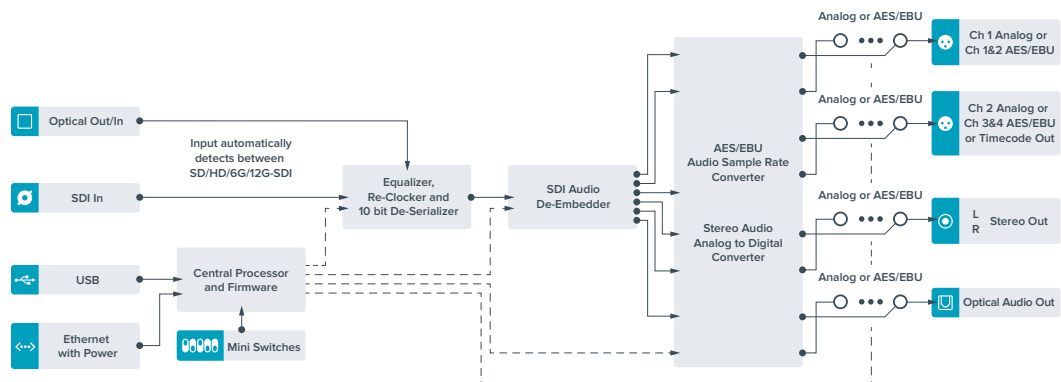 Analog or AES/EBU
Ch 1 Analog or
Ch 1&2 AES/EBU
Optical Out/In
Input automatically
detects between
SD/HD/6G/12G-SDI
Analog or AES/EBU
Ch 2 Analog or
Ch 3&4 AES/EBU
or Timecode Out
AES/EBU
Audio Sample Rate
Converter
SDI In
Equalizer,
Re-Clocker and
10 bit De-Serializer
SDI Audio
De-Embedder
Analog or AES/EBU
L
R
Stereo Out
Stereo Audio
Analog to Digital
Converter
USB
Central Processor
and Firmware
Analog or AES/EBU
Optical Audio Out
Ethernet
with Power
Mini Switches